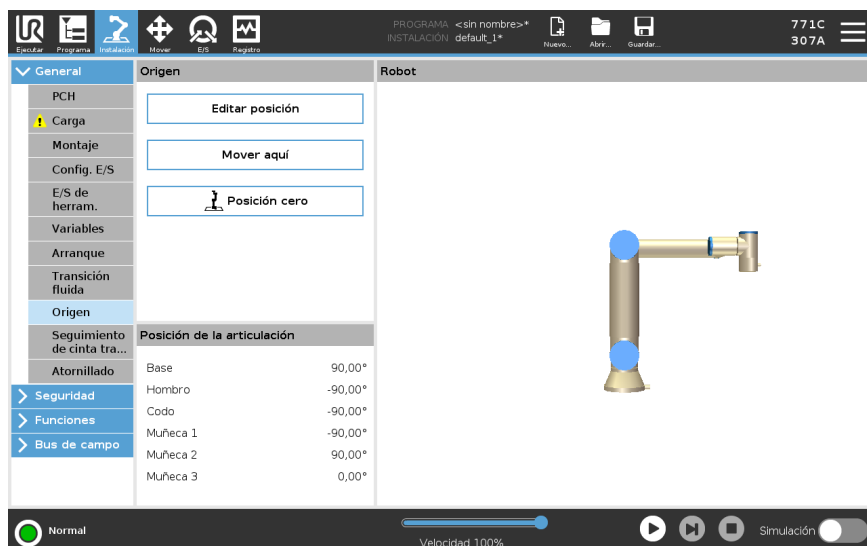 PROGRAMA <sin nombre>*
INSTALACIÓN default_1*
771C
307A
UR
Ejecutar Programa Instalación Mover E/S Registro Nuevo... Abrir... Guardar...
General
Origen
Robot
PCH
Carga
Montaje
Config. E/S
E/S de
herram.
Variables
Arranque
Transición
fluida
Origen
Seguimiento
de cinta tra...
Atornillado
Seguridad
Funciones
Bus de campo
Editar posición
Mover aquí
Posición cero
Posición de la articulación
Base 90,00°
Hombro -90,00°
Codo -90,00°
Muñeca 1 -90,00°
Muñeca 2 90,00°
Muñeca 3 0,00°
Normal
Velocidad 100%
Simulación